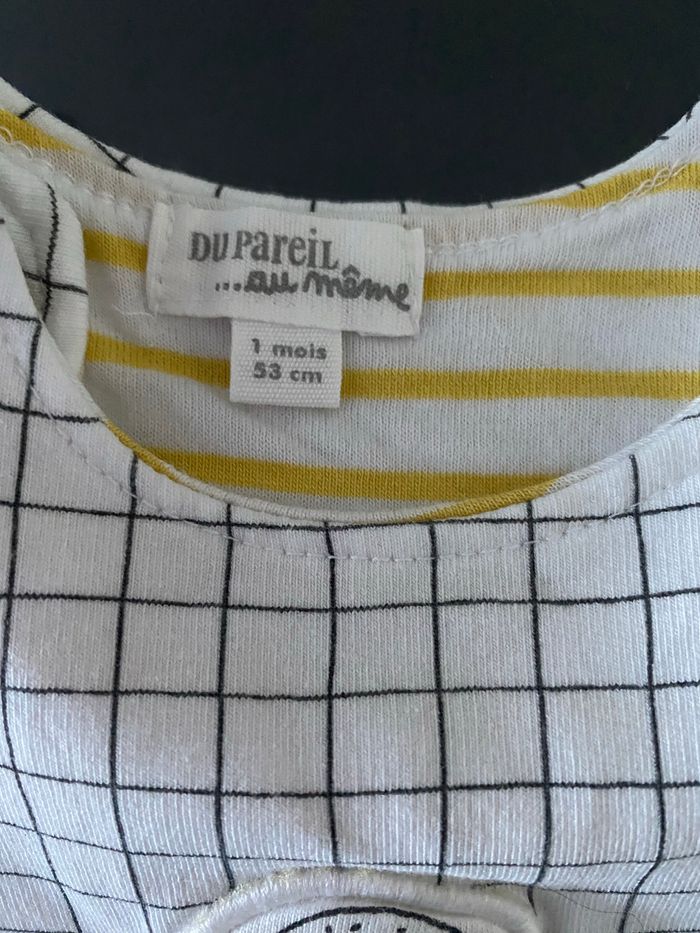 DU Pareil
...au même
1 mois
53 cm